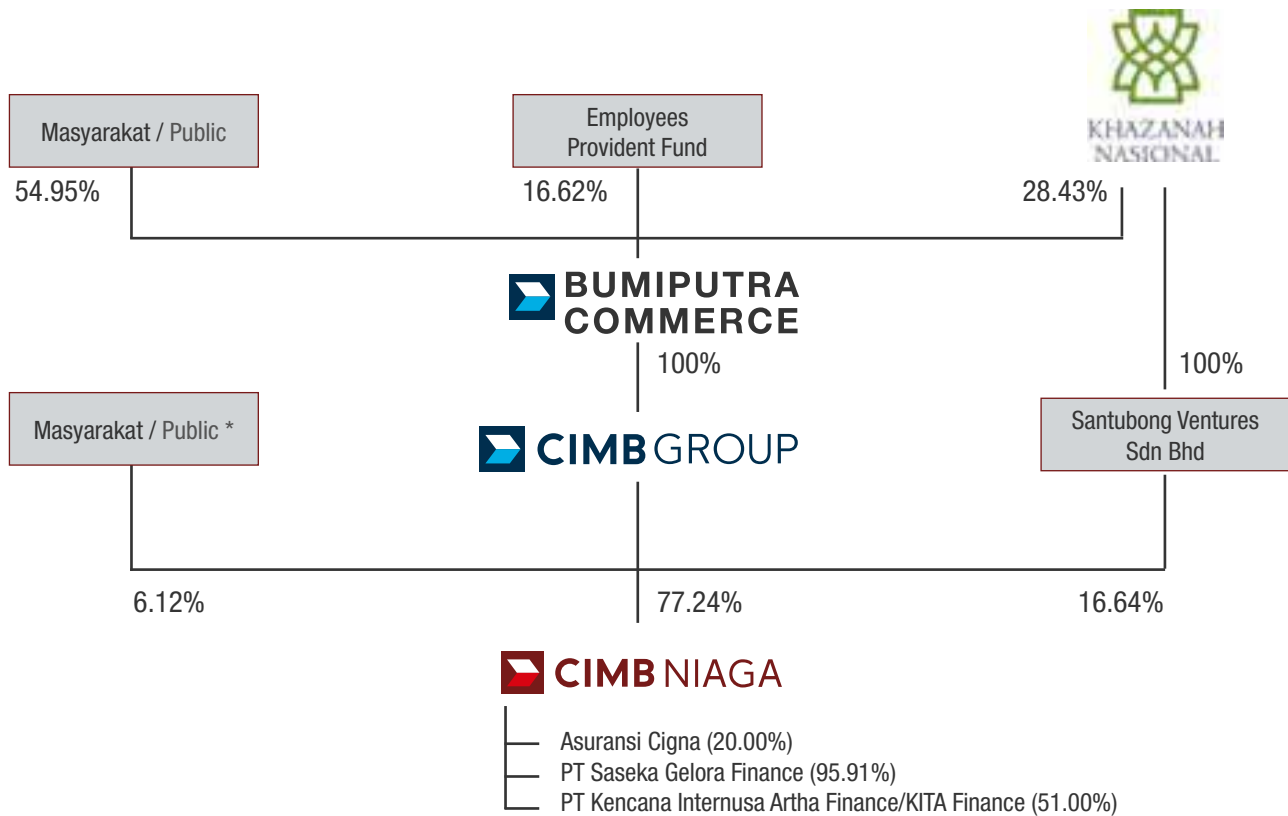 KHAZANAH
NASIONAL
Masyarakat / Public
Employees
Provident Fund
54.95%
16.62%
28.43%
BUMIPUTRA
COMMERCE
100%
100%
Masyarakat / Public *
CIMB GROUP
Santubong Ventures
Sdn Bhd
6.12%
77.24%
16.64%
CIMB NIAGA
Asuransi Cigna (20.00%)
PT Saseka Gelora Finance (95.91%)
PT Kencana Internusa Artha Finance/KITA Finance (51.00%)